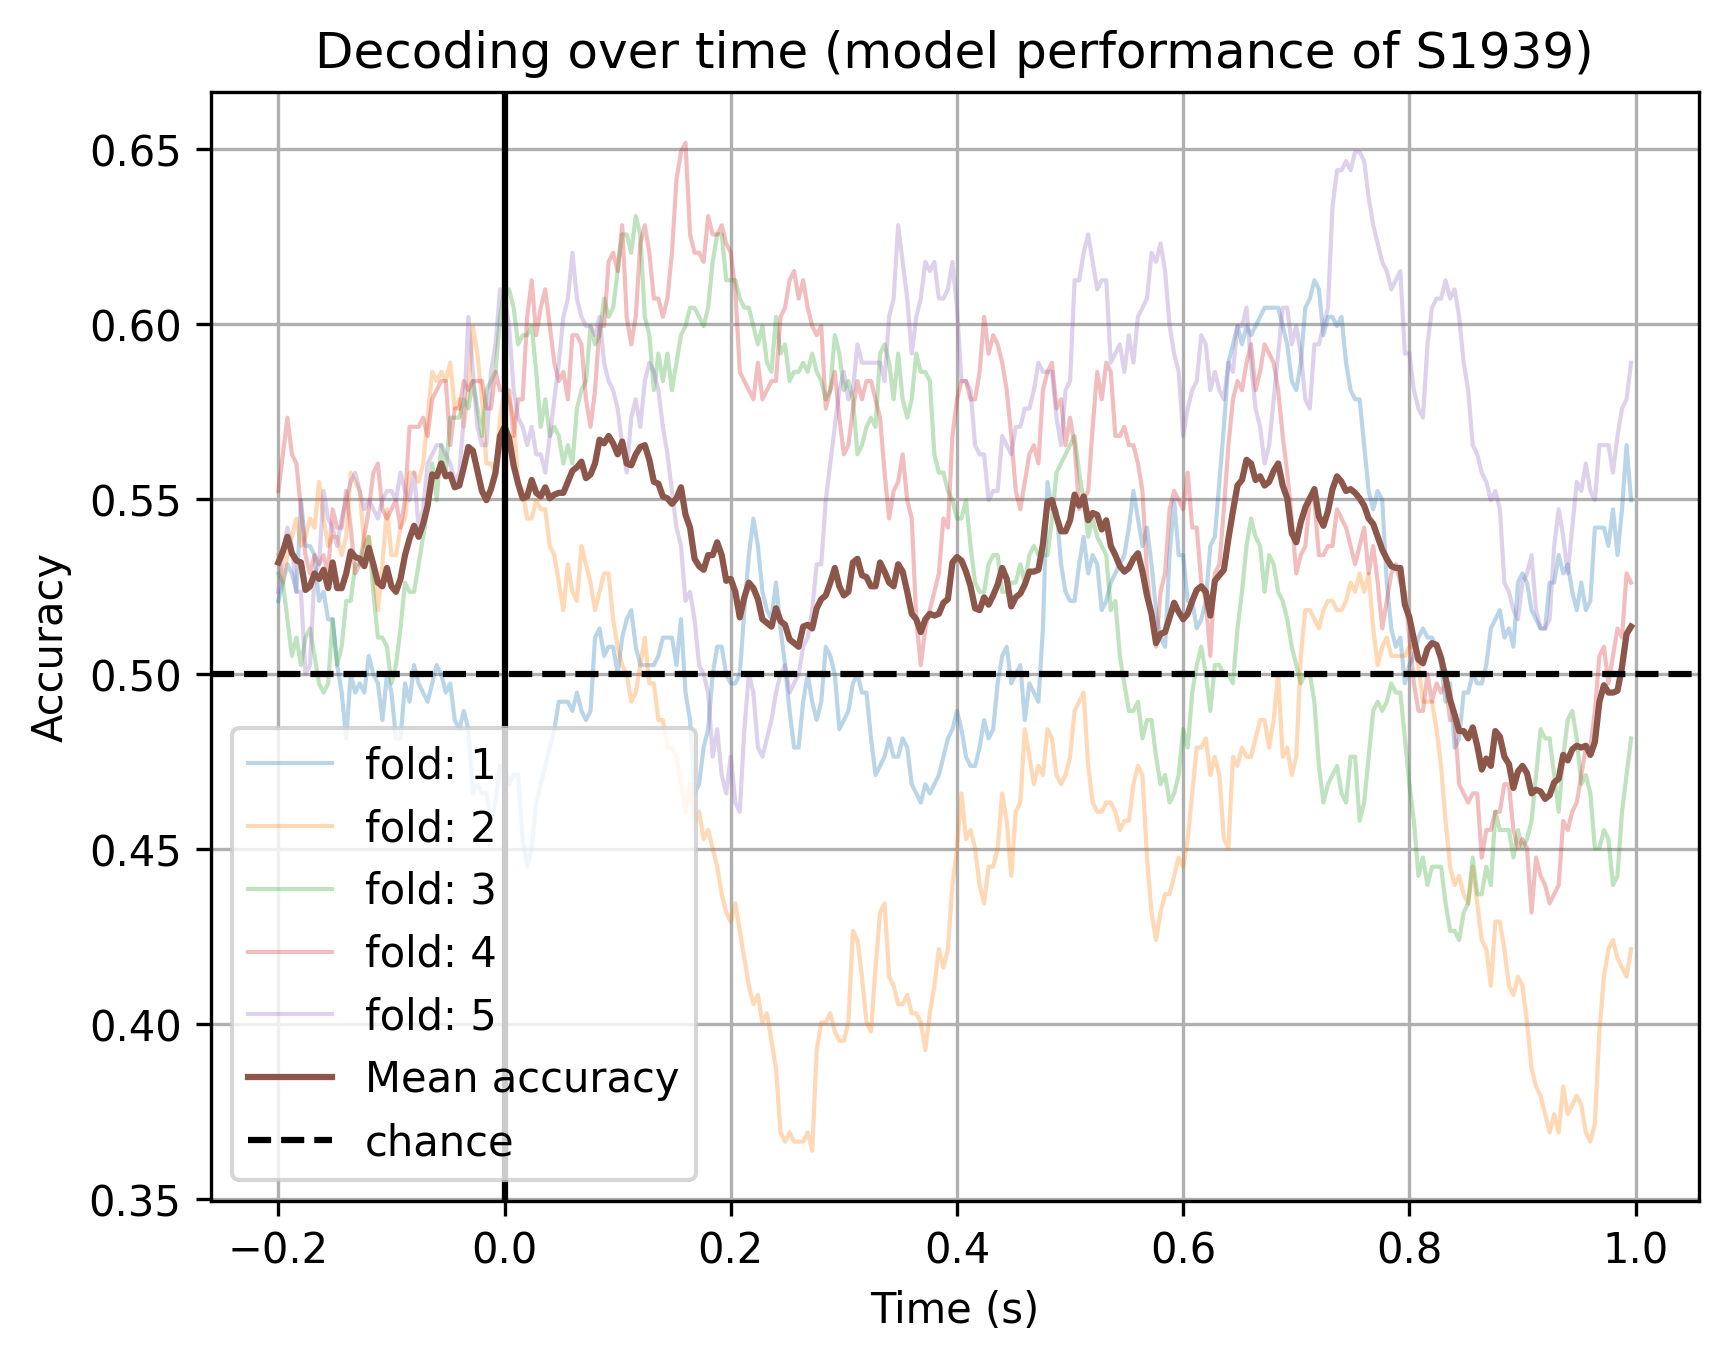 Decoding over time (model performance of S1939)
Accuracy
0.65
0.60
0.55
0.50
0.45
0.40
0.35
fold: 1
fold: 2
fold: 3
fold: 4
fold: 5
Mean accuracy
chance
−0.2 0.0 0.2 0.4 0.6 0.8 1.0
Time (s)